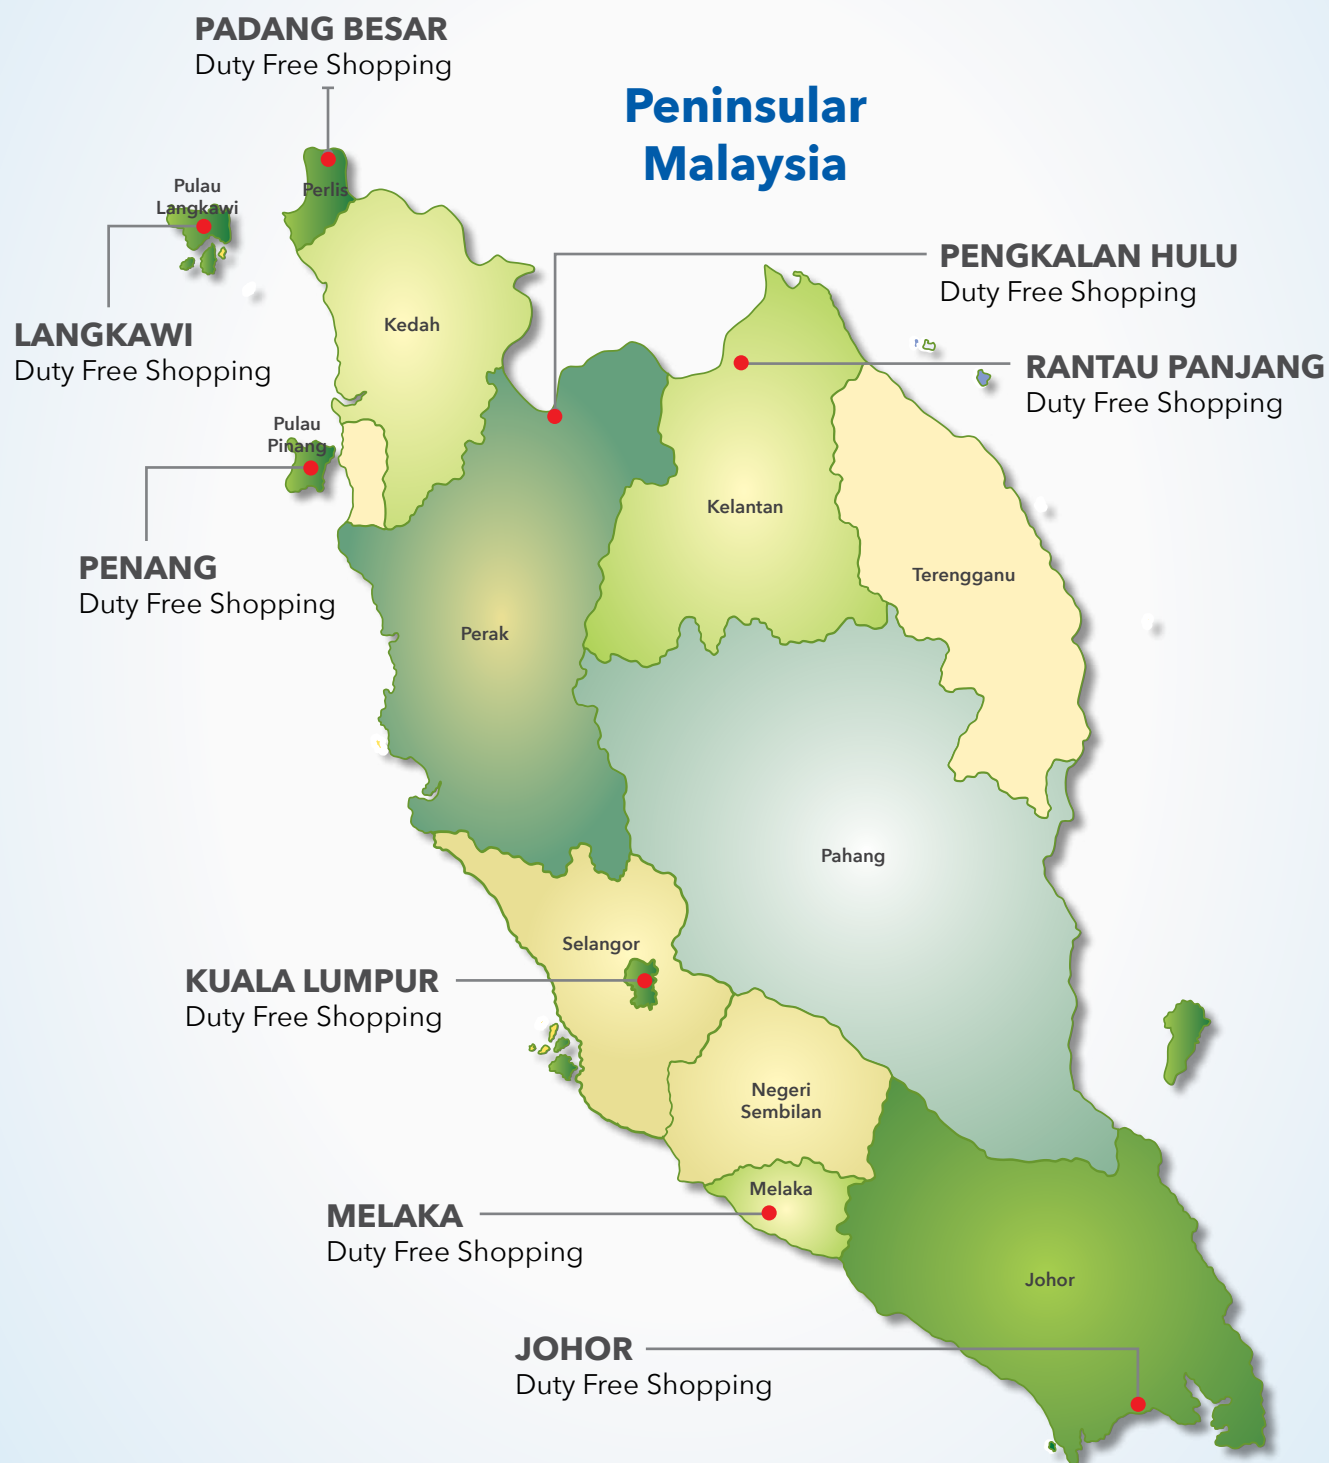 PADANG BESAR
Duty Free Shopping
Peninsular
Malaysia
Pulau
Langkawi
Perlis
PENGKALAN HULU
Duty Free Shopping
LANGKAWI
Duty Free Shopping
Kedah
RANTAU PANJANG
Duty Free Shopping
Pulau
Pinang
Kelantan
PENANG
Duty Free Shopping
Terengganu
Perak
Pahang
Selangor
KUALA LUMPUR
Duty Free Shopping
Negeri
Sembilan
Melaka
MELAKA
Duty Free Shopping
Johor
JOHOR
Duty Free Shopping